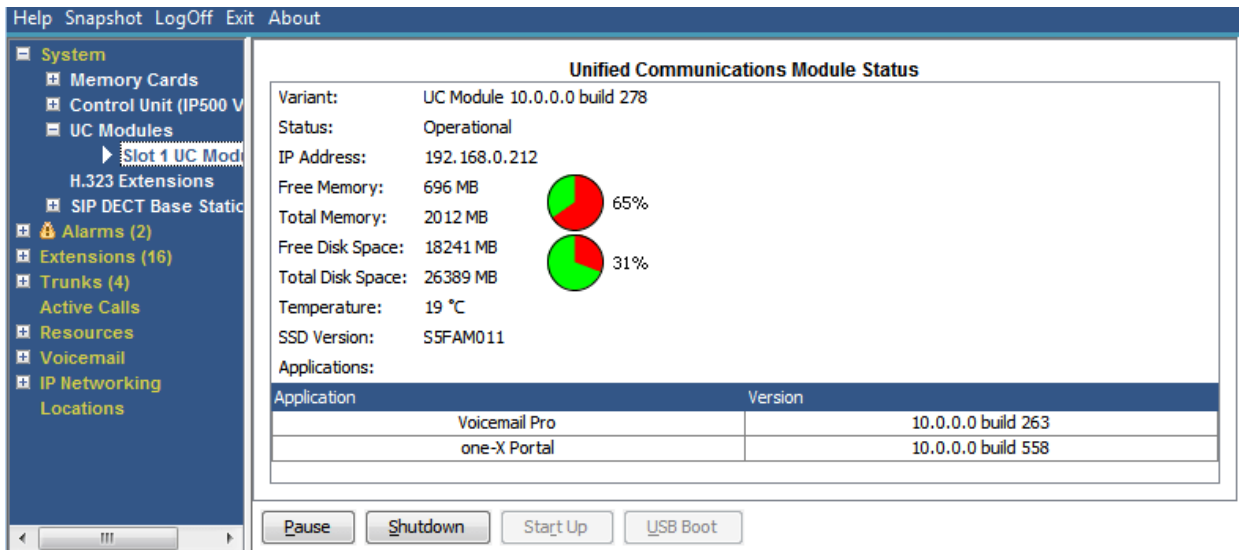 Help Snapshot LogOff Exit About
System
Memory Cards
Control Unit (IP500 V
UC Modules
Slot 1 UC Modu
H.323 Extensions
SIP DECT Base Static
Alarms (2)
Extensions (16)
Trunks (4)
Active Calls
Resources
Voicemail
IP Networking
Locations
Unified Communications Module Status
Variant: UC Module 10.0.0.0 build 278
Status: Operational
IP Address: 192.168.0.212
Free Memory: 696 MB
65%
Total Memory: 2012 MB
Free Disk Space: 18241 MB
31%
Total Disk Space: 26389 MB
Temperature: 19 °C
SSD Version: S5FAM011
Applications:
Application Version
Voicemail Pro 10.0.0.0 build 263
one-X Portal 10.0.0.0 build 558
Pause Shutdown Start Up USB Boot